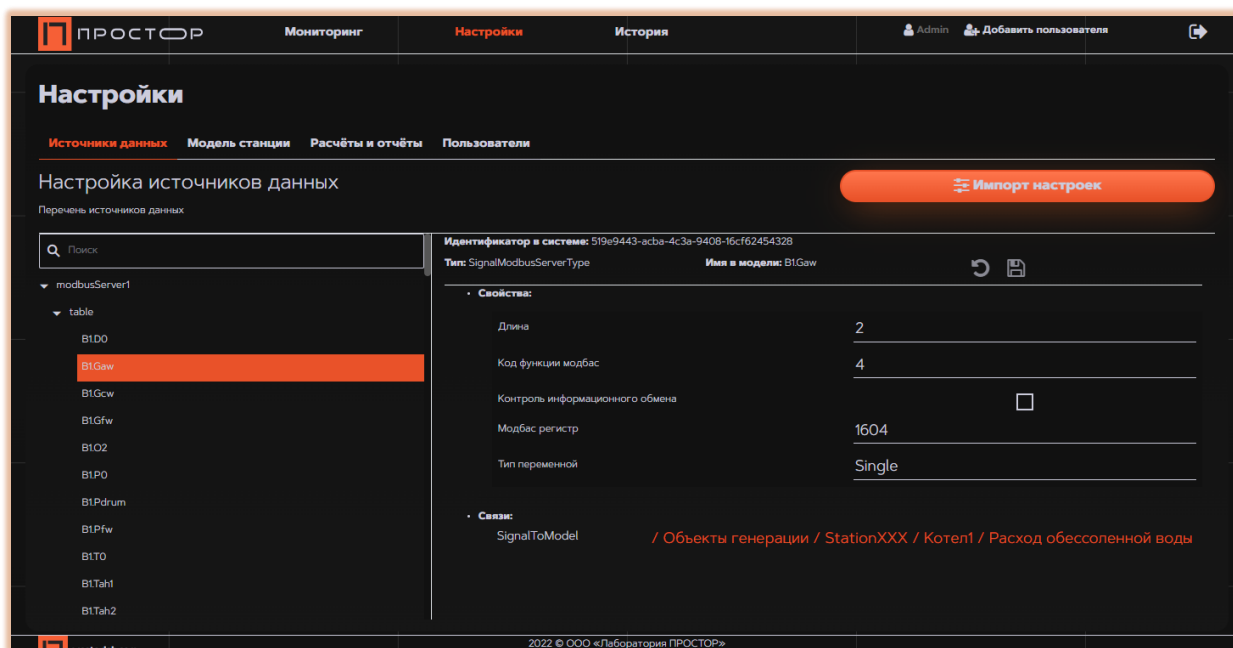 ПРОСТОР Мониторинг Настройки История Admin Добавить пользователя
Настройки
Источники данных Модель станции Расчёты и отчёты Пользователи
Настройка источников данных
Импорт настроек
Перечень источников данных
Поиск
Идентификатор в системе: 519e9443-acba-4c3a-9408-16cf62454328
Тип: SignalModbusServerType Имя в модели: B1.Gaw
modbusServer1
table
B1.D0
B1.Gaw
B1.Gcw
B1.Gfw
B1.O2
B1.P0
B1.Pdrum
B1.Pfw
B1.T0
B1.Tah1
B1.Tah2
• Свойства:
Длина 2
Код функции модбас 4
Контроль информационного обмена
Модбас регистр 1604
Тип переменной Single
• Связи:
SignalToModel / Объекты генерации / StationXXX / Котел1 / Расход обессоленной воды
2022 © ООО «Лаборатория ПРОСТОР»